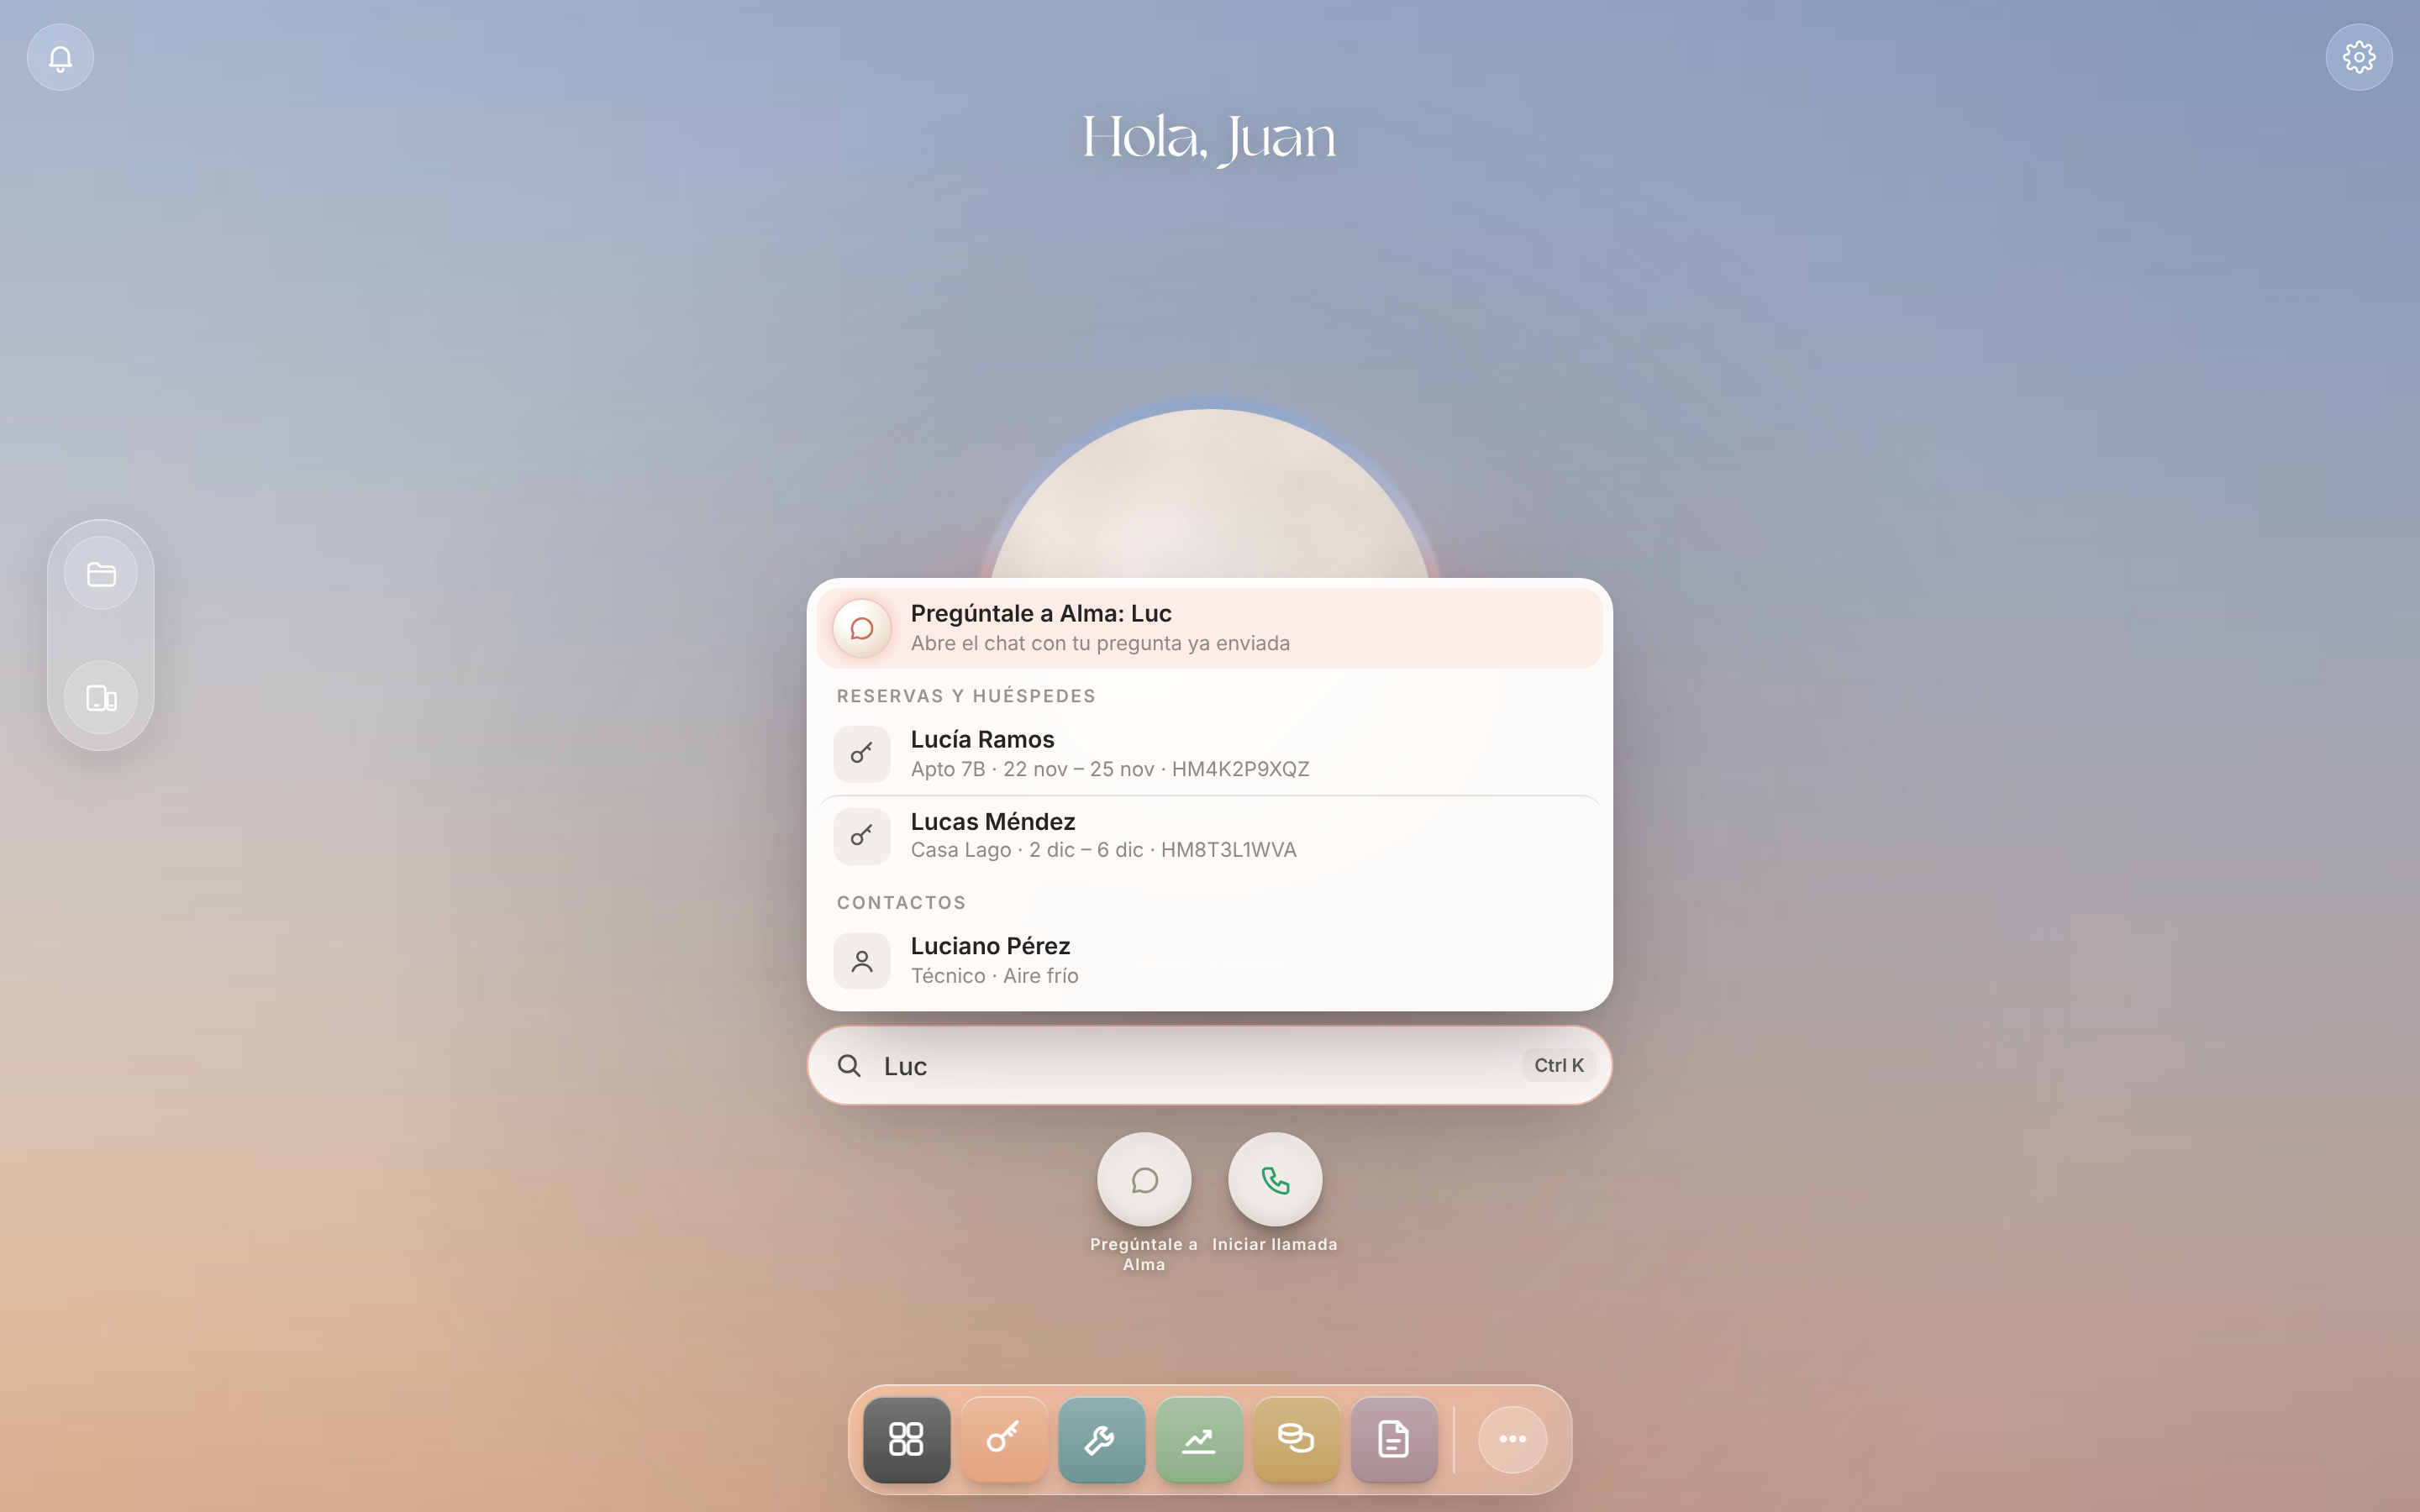 Hola, Juan
Pregúntale a Alma: Luc
Abre el chat con tu pregunta ya enviada
RESERVAS Y HUÉSPEDES
Lucía Ramos
Apto 7B · 22 nov – 25 nov · HM4K2P9XQZ
Lucas Méndez
Casa Lago · 2 dic – 6 dic · HM8T3L1WVA
CONTACTOS
Luciano Pérez
Técnico · Aire frío
Luc
Ctrl K
Pregúntale a
Alma
Iniciar llamada